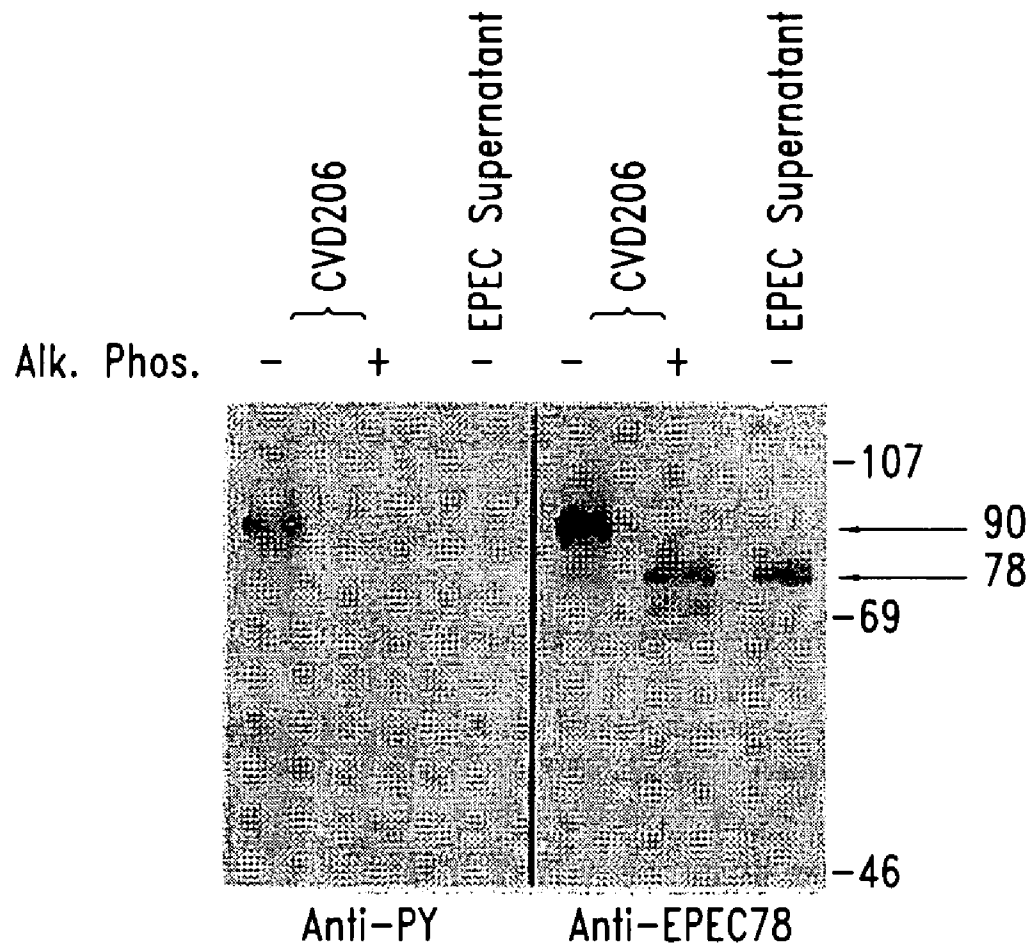 CVD206
EPEC Supernatant
CVD206
EPEC Supernatant
Alk. Phos. - + - - + -
-107
90
78
-69
-46
Anti-PY
Anti-EPEC78